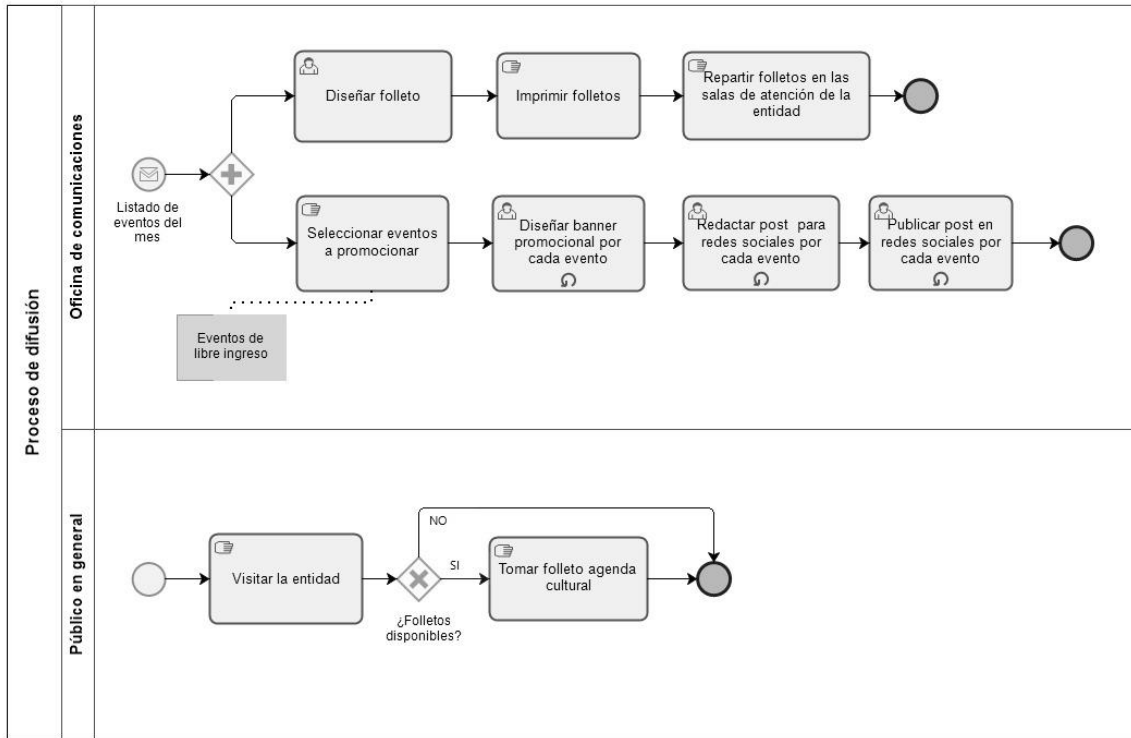 Proceso de difusión
Oficina de comunicaciones
Diseñar folleto
Imprimir folletos
Repartir folletos en las
salas de atención de la
entidad
Listado de
eventos del
mes
Seleccionar eventos
a promocionar
Diseñar banner
promocional por
cada evento
Redactar post para
redes sociales por
cada evento
Publicar post en
redes sociales por
cada evento
Eventos de
libre ingreso
Público en general
Visitar la entidad
NO
SI
¿Folletos
disponibles?
Tomar folleto agenda
cultural